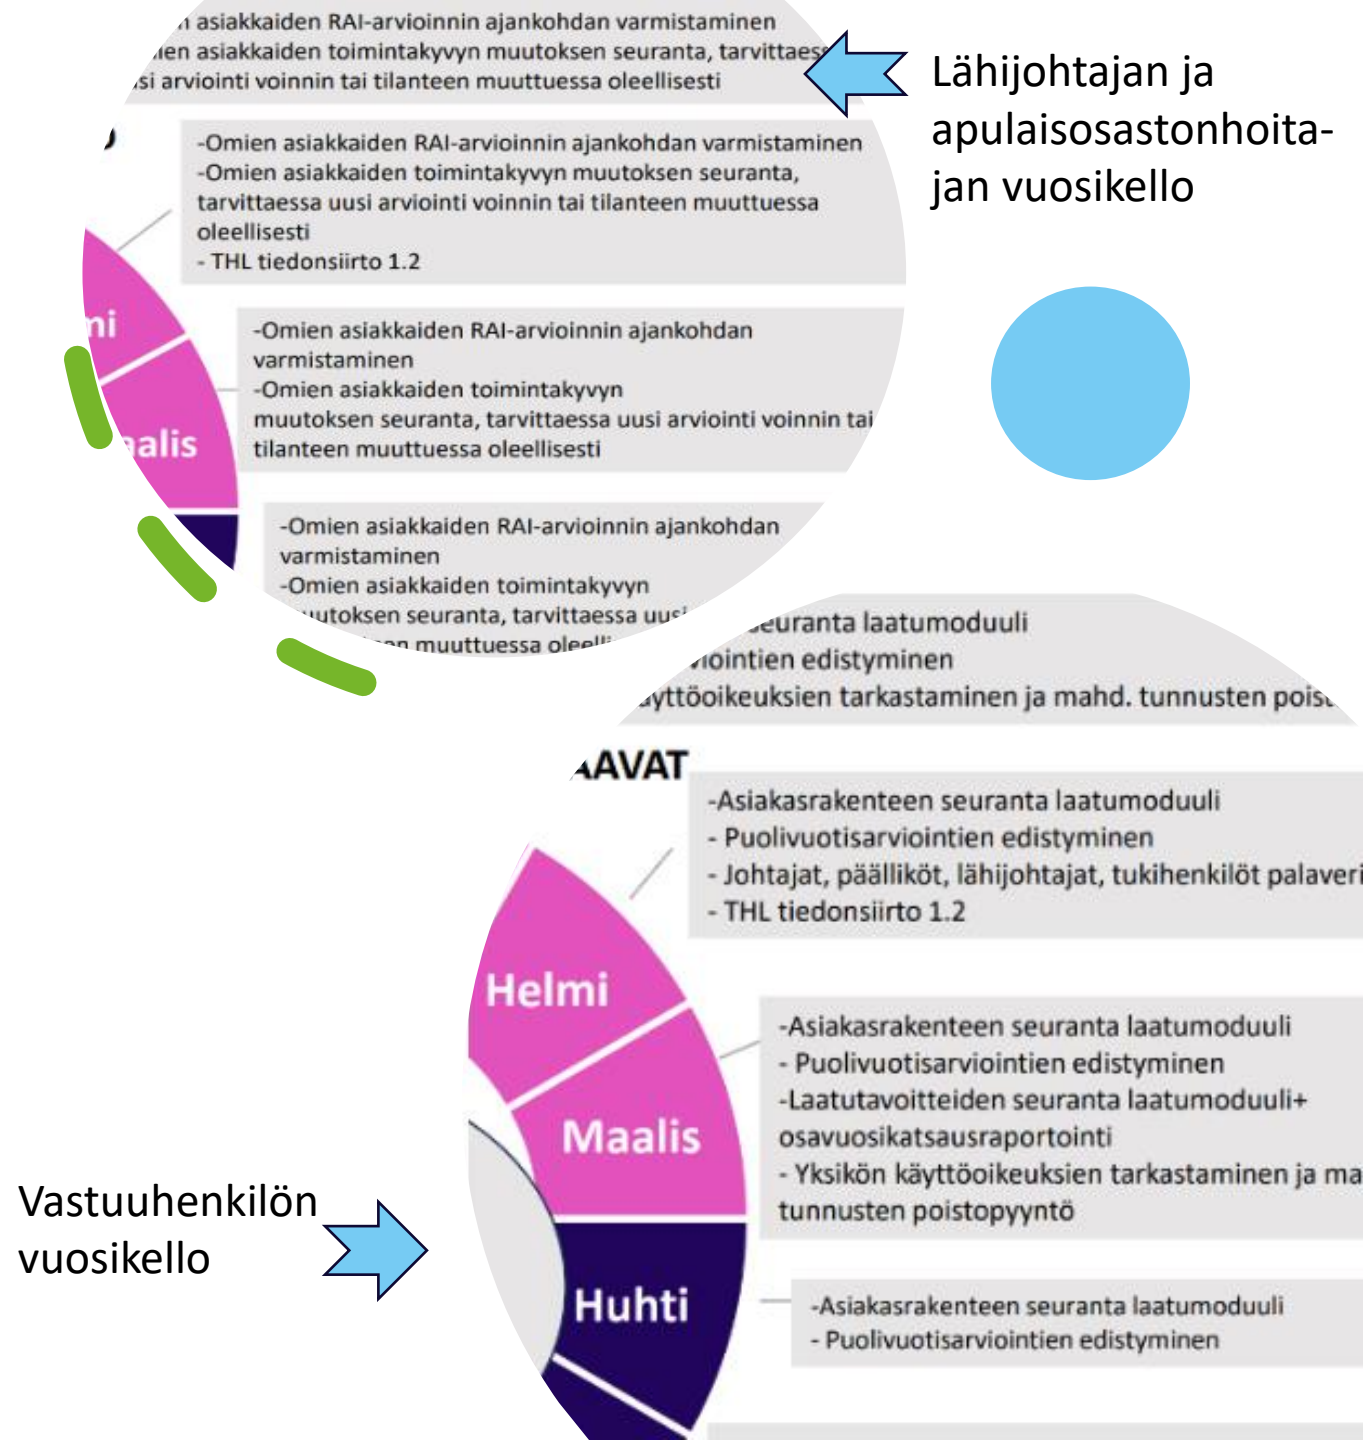 asiakkaiden RAI-arvioinnin ajankohdan varmistaminen
asiakkaiden toimintakyvyn muutoksen seuranta,
arviointi voinnin tai tilanteen muuttuessa oleellisesti
-Omien asiakkaiden RAI-arvioinnin ajankohdan varmistaminen
-Omien asiakkaiden toimintakyvyn muutoksen seuranta,
tarvittaessa uusi arviointi voinnin tai tilanteen muuttuessa
oleellisesti
- THL tiedonsiirto 1.2
-Omien asiakkaiden RAI-arvioinnin ajankohdan
varmistaminen
-Omien asiakkaiden toimintakyvyn
muutoksen seuranta, tarvittaessa uusi arviointi voinnin tai
tilanteen muuttuessa oleellisesti
-Omien asiakkaiden RAI-arvioinnin ajankohdan
varmistaminen
-Omien asiakkaiden toimintakyvyn
seuranta, tarvittaessa
muuttuessa
Lähijohtajan ja
apulaisosastonhoita-
jan vuosikello
laatumoduuli
edistyminen
tarkastaminen ja mahd. tunnusten
-Asiakasrakenteen seuranta laatumoduuli
- Puolivuotisarviointien edistyminen
- Johtajat, päälliköt, lähijohtajat, tukihenkilöt palaveri
- THL tiedonsiirto 1.2
Helmi
-Asiakasrakenteen seuranta laatumoduuli
- Puolivuotisarviointien edistyminen
-Laatutavoitteiden seuranta laatumoduuli+
osavuosikatsausraportointi
- Yksikön käyttöoikeuksien tarkastaminen ja
tunnusten poistopyyntö
Maalis
Huhti
-Asiakasrakenteen seuranta laatumoduuli
- Puolivuotisarviointien edistyminen
Vastuuhenkilön
vuosikello